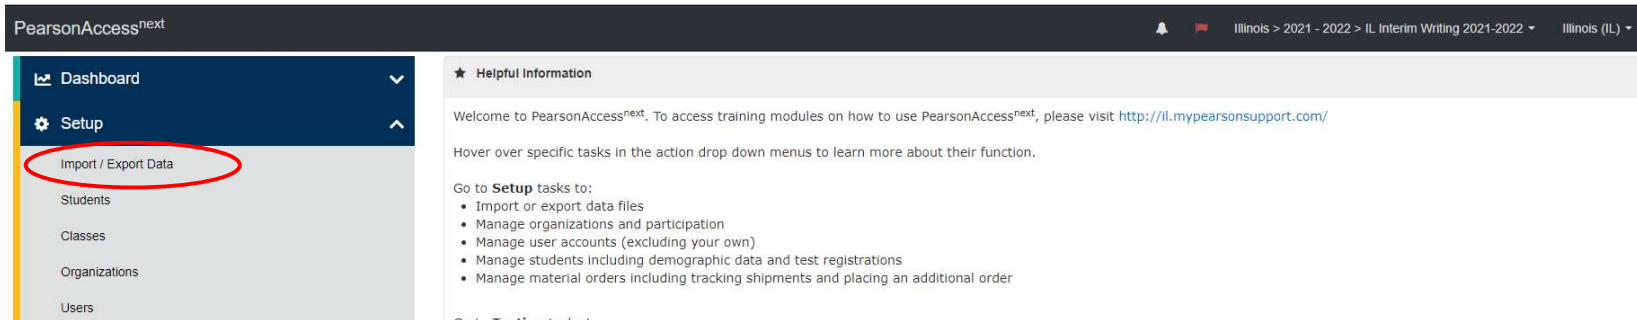 PearsonAccessnext
Illinois > 2021 - 2022 > IL Interim Writing 2021-2022
Illinois (IL)
Dashboard
Setup
Import / Export Data
Students
Classes
Organizations
Users
Helpful Information
Welcome to PearsonAccessnext. To access training modules on how to use PearsonAccessnext, please visit http://il.mypearsonsupport.com/
Hover over specific tasks in the action drop down menus to learn more about their function.
Go to Setup tasks to:
• Import or export data files
• Manage organizations and participation
• Manage user accounts (excluding your own)
• Manage students including demographic data and test registrations
• Manage material orders including tracking shipments and placing an additional order